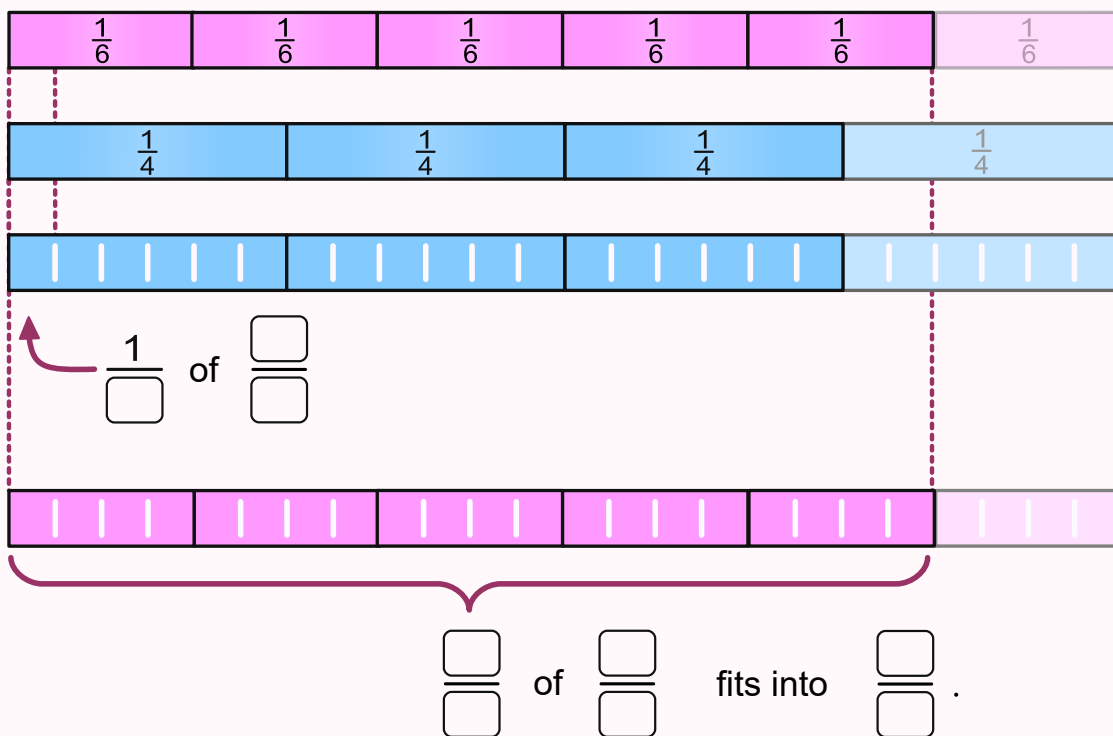 1/6 1/6 1/6 1/6 1/6 1/6
1/4 1/4 1/4 1/4
1/□ of □/□
□/□ of □/□ fits into □/□ .